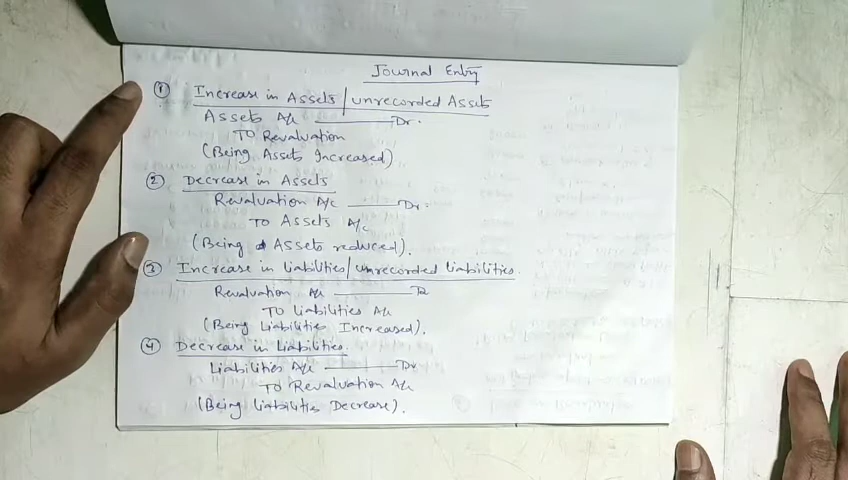 Journal Entry
① Increase in Assets / unrecorded Assets
Assets A/c ——— Dr.
To Revaluation
(Being Assets Increased)
② Decrease in Assets
Revaluation A/c ——— Dr.
To Assets A/c
(Being Assets reduced).
③ Increase in Liabilities / unrecorded Liabilities.
Revaluation A/c ——— Dr
To Liabilities A/c
(Being Liabilities Increased).
④ Decrease in Liabilities.
Liabilities A/c ——— Dr
To Revaluation A/c
(Being Liabilities Decrease).